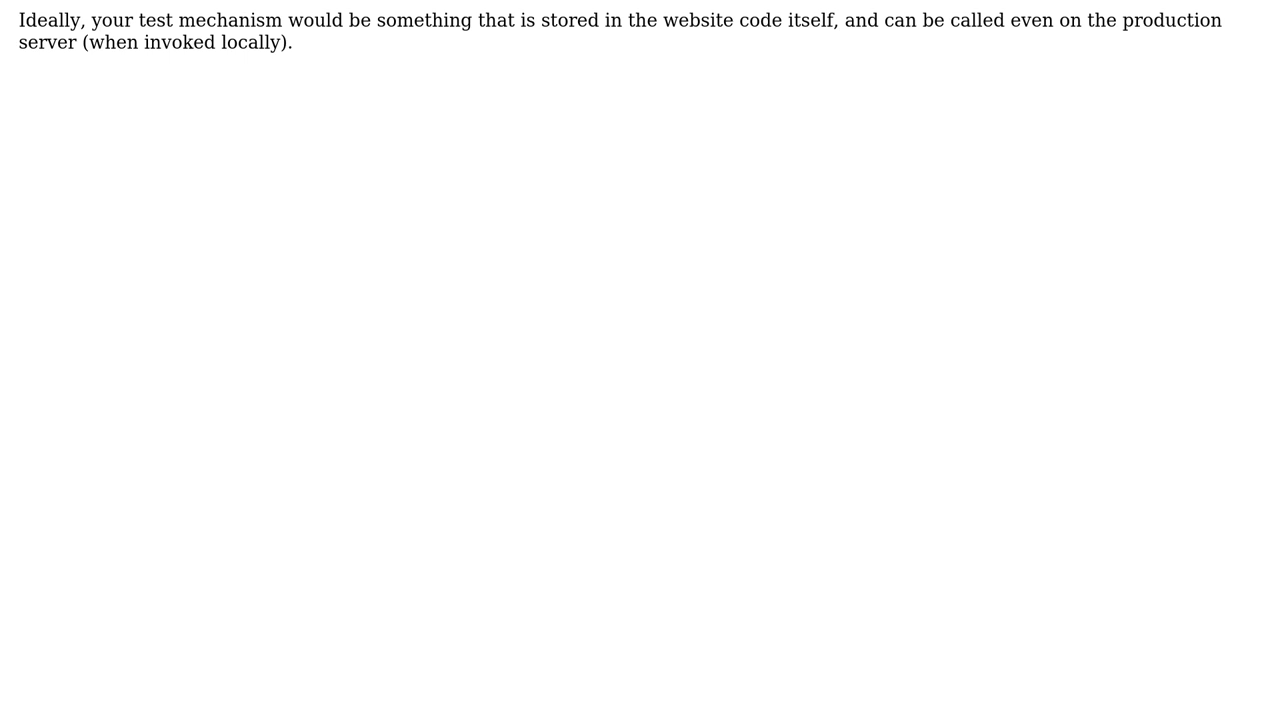 Ideally, your test mechanism would be something that is stored in the website code itself, and can be called even on the production
server (when invoked locally).